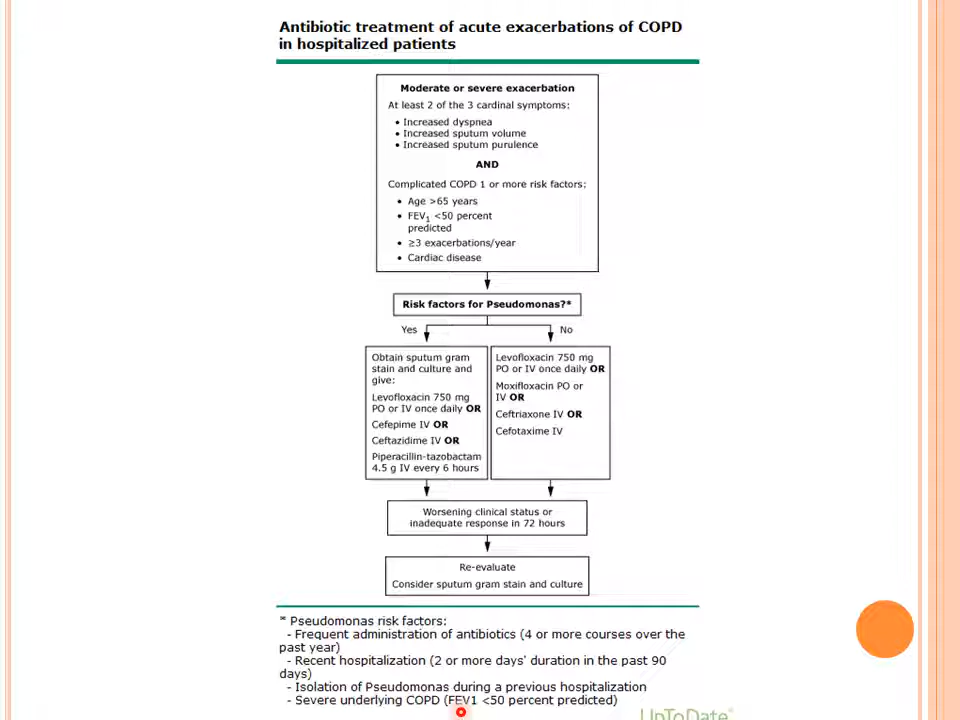 Antibiotic treatment of acute exacerbations of COPD
in hospitalized patients
Moderate or severe exacerbation
At least 2 of the 3 cardinal symptoms:
• Increased dyspnea
• Increased sputum volume
• Increased sputum purulence
AND
Complicated COPD 1 or more risk factors:
• Age >65 years
• FEV1 <50 percent
predicted
• ≥3 exacerbations/year
• Cardiac disease
Risk factors for Pseudomonas?*
Yes
No
Obtain sputum gram
stain and culture and
give:
Levofloxacin 750 mg
PO or IV once daily OR
Cefepime IV OR
Ceftazidime IV OR
Piperacillin-tazobactam
4.5 g IV every 6 hours
Levofloxacin 750 mg
PO or IV once daily OR
Moxifloxacin PO or
IV OR
Ceftriaxone IV OR
Cefotaxime IV
Worsening clinical status or
inadequate response in 72 hours
Re-evaluate
Consider sputum gram stain and culture
* Pseudomonas risk factors:
- Frequent administration of antibiotics (4 or more courses over the
past year)
- Recent hospitalization (2 or more days' duration in the past 90
days)
- Isolation of Pseudomonas during a previous hospitalization
- Severe underlying COPD (FEV1 <50 percent predicted)
UpToDate®